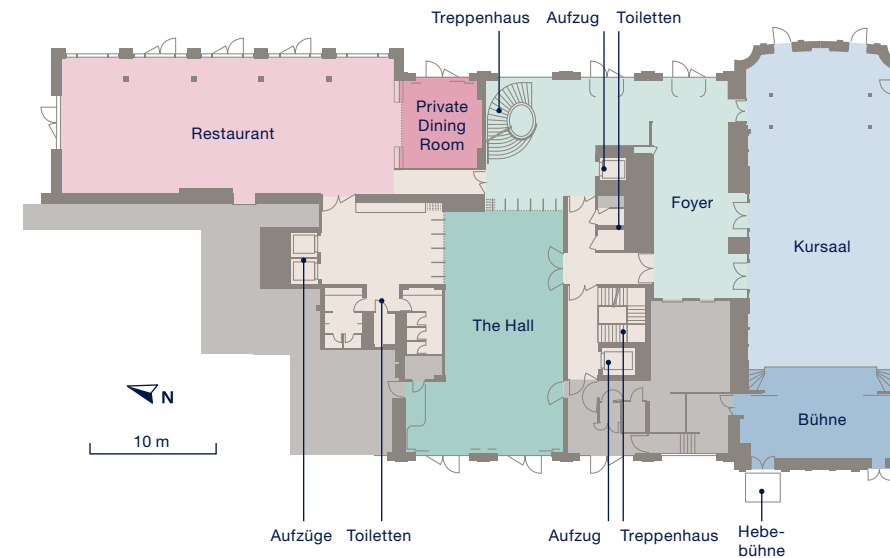 Treppenhaus
Aufzug
Toiletten
Restaurant
Private
Dining
Room
Foyer
Kursaal
The Hall
N
10 m
Bühne
Aufzüge
Toiletten
Aufzug
Treppenhaus
Hebe-
bühne